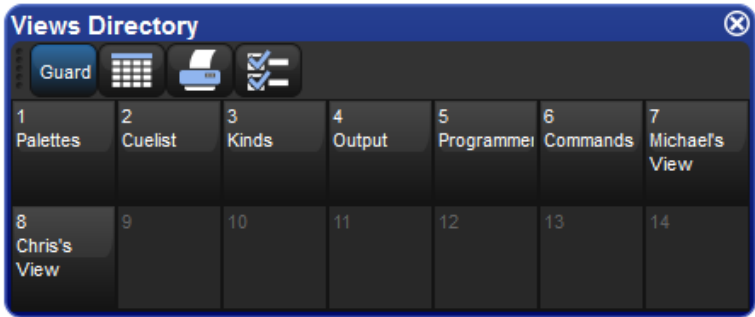 Views Directory
Guard
1 2 3 4 5 6 7
Palettes Cuelist Kinds Output Programmer Commands Michael's
View
8 9 10 11 12 13 14
Chris's
View